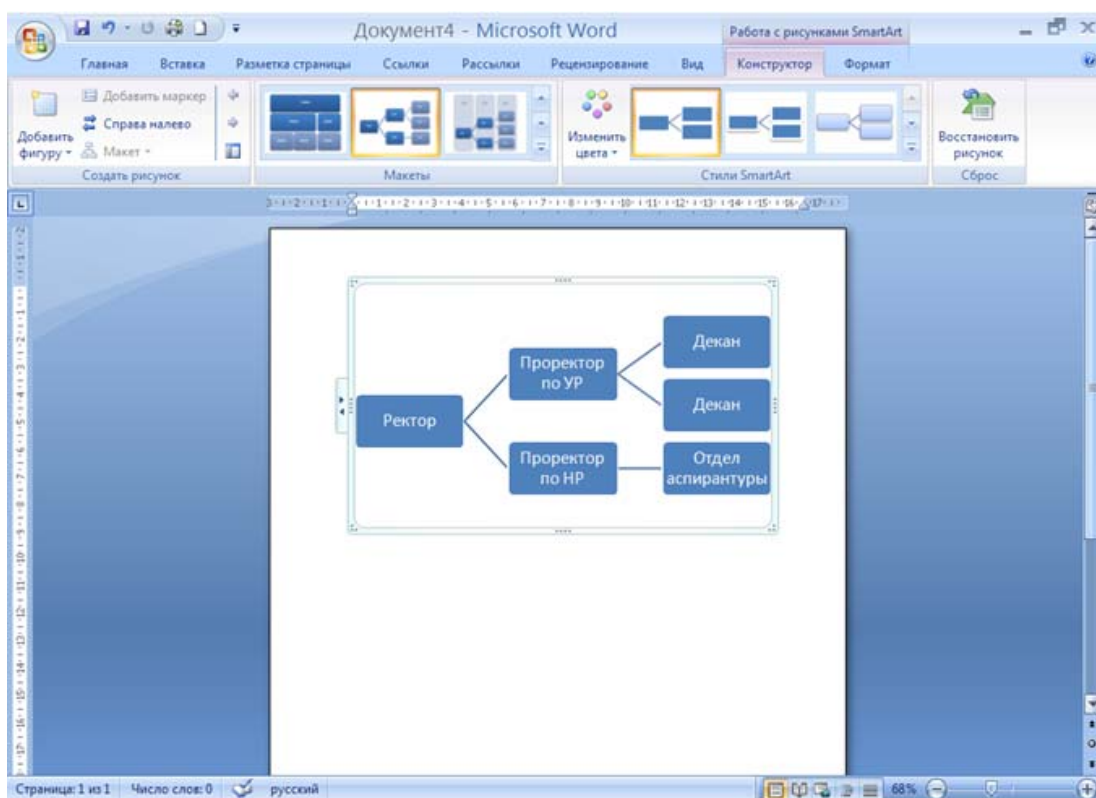 Документ4 - Microsoft Word
Работа с рисунками SmartArt
Главная Вставка Разметка страницы Ссылки Рассылки Рецензирование Вид Конструктор Формат
Добавить фигуру
Добавить маркер
Справа налево
Макет
Изменить цвета
Восстановить рисунок
Создать рисунок Макеты Стили SmartArt Сброс
Ректор
Проректор
по УР
Проректор
по НР
Декан
Декан
Отдел
аспирантуры
Страница: 1 из 1 Число слов: 0 русский 68%